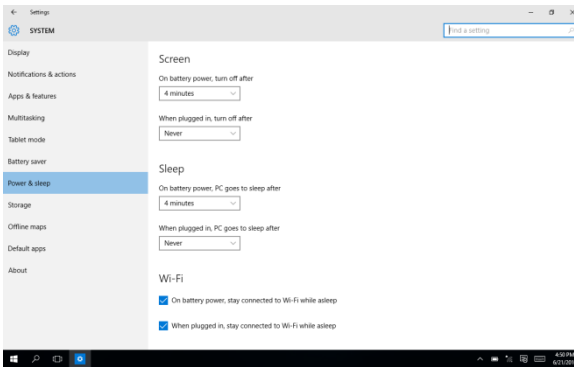 Settings
SYSTEM
Find a setting
Display
Notifications & actions
Apps & features
Multitasking
Tablet mode
Battery saver
Power & sleep
Storage
Offline maps
Default apps
About
Screen
On battery power, turn off after
4 minutes
When plugged in, turn off after
Never
Sleep
On battery power, PC goes to sleep after
4 minutes
When plugged in, PC goes to sleep after
Never
Wi-Fi
On battery power, stay connected to Wi-Fi while asleep
When plugged in, stay connected to Wi-Fi while asleep
4:50 PM